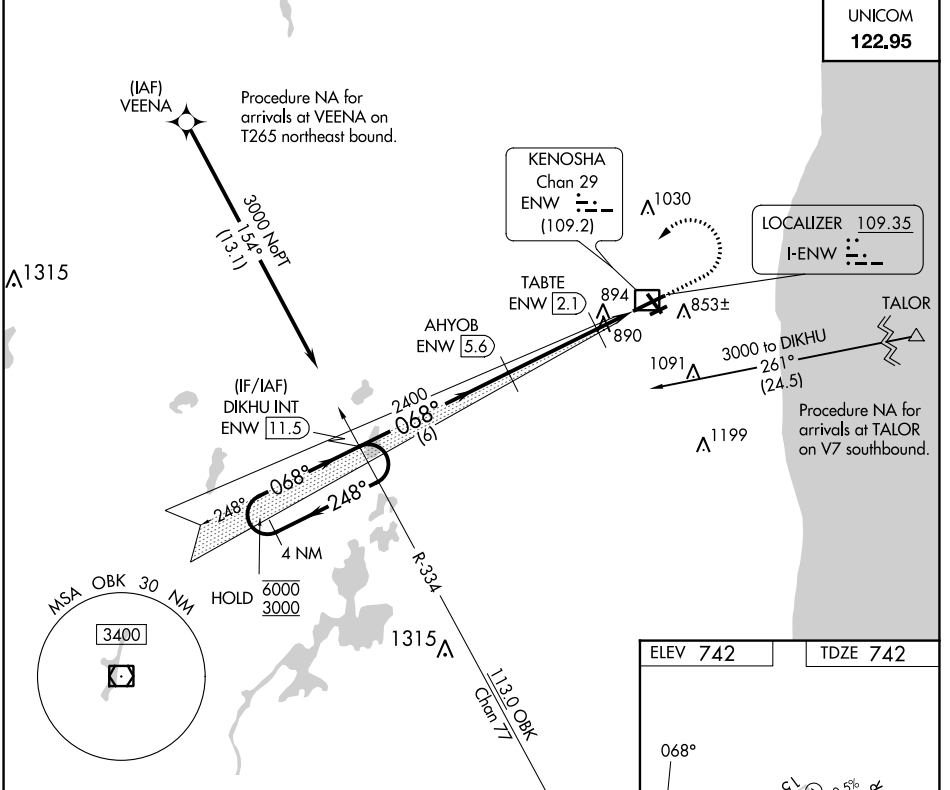 UNICOM
122.95
(IAF)
VEENA
Procedure NA for
arrivals at VEENA on
T265 northeast bound.
3000 NoPT
154°
(13.1)
KENOSHA
Chan 29
ENW
(109.2)
1030
LOCALIZER 109.35
I-ENW
1315
TABTE
ENW 2.1
894
853±
890
TALOR
AHYOB
ENW 5.6
1091
3000 to DIKHU
261°
(24.5)
(IF/IAF)
DIKHU INT
ENW 11.5
2400
068°
(6)
Procedure NA for
arrivals at TALOR
on V7 southbound.
1199
248°
068°
248°
4 NM
HOLD 6000
3000
R-334
MSA OBK 30 NM
3400
1315
113.0 OBK
Chan 77
ELEV 742
TDZE 742
068°